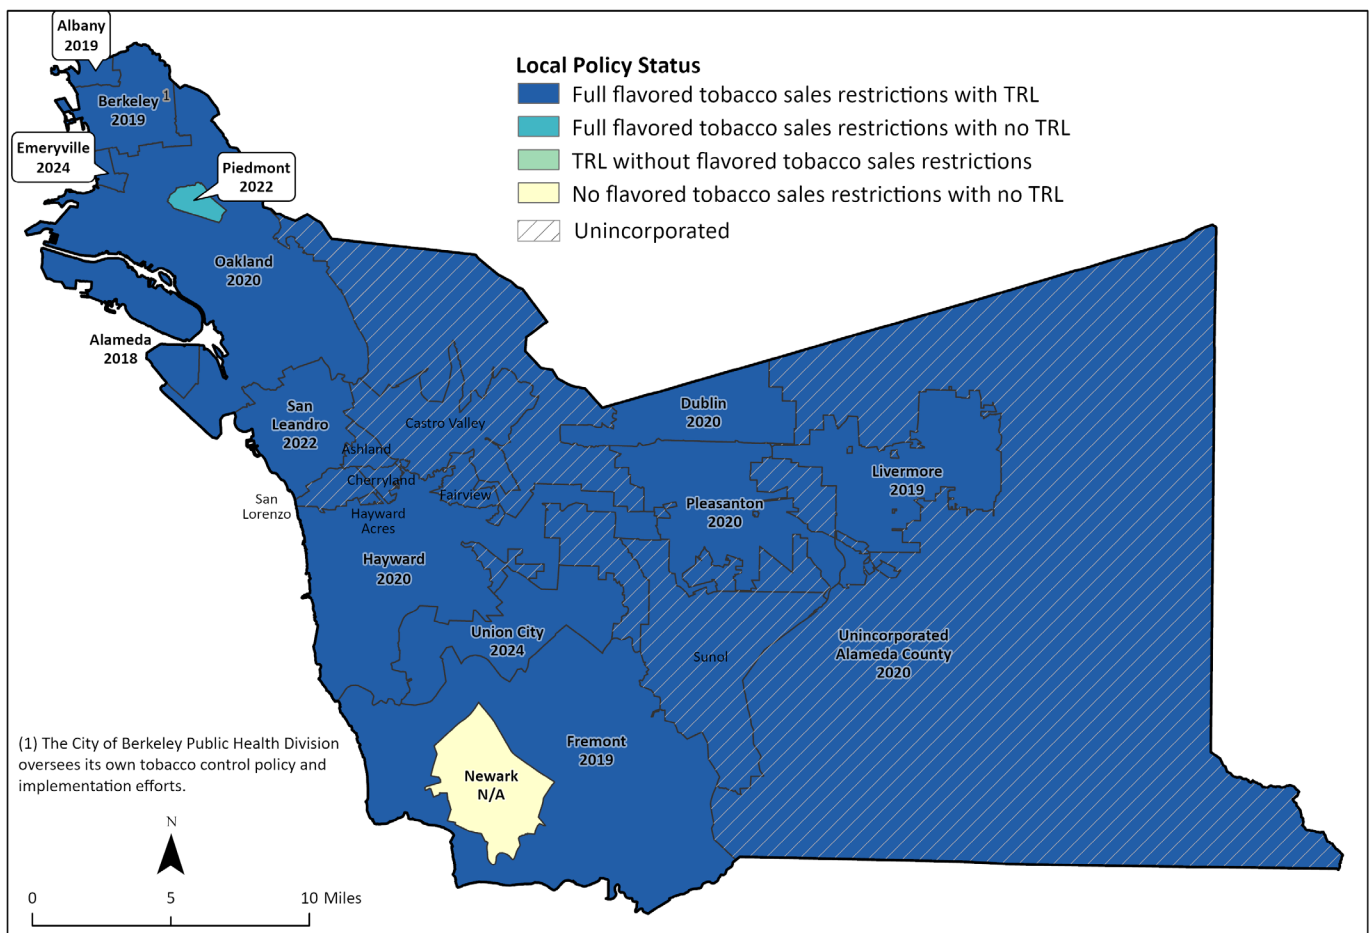 Albany
2019
Berkeley 1
2019
Emeryville
2024
Piedmont
2022
Local Policy Status
Full flavored tobacco sales restrictions with TRL
Full flavored tobacco sales restrictions with no TRL
TRL without flavored tobacco sales restrictions
No flavored tobacco sales restrictions with no TRL
Unincorporated
Oakland
2020
Alameda
2018
San
Leandro
2022
Castro Valley
Ashland
Cherryland
Fairview
San
Lorenzo
Hayward
Acres
Dublin
2020
Livermore
2019
Pleasanton
2020
Hayward
2020
Union City
2024
Sunol
Unincorporated
Alameda County
2020
Fremont
2019
Newark
N/A
(1) The City of Berkeley Public Health Division
oversees its own tobacco control policy and
implementation efforts.
N
0 5 10 Miles